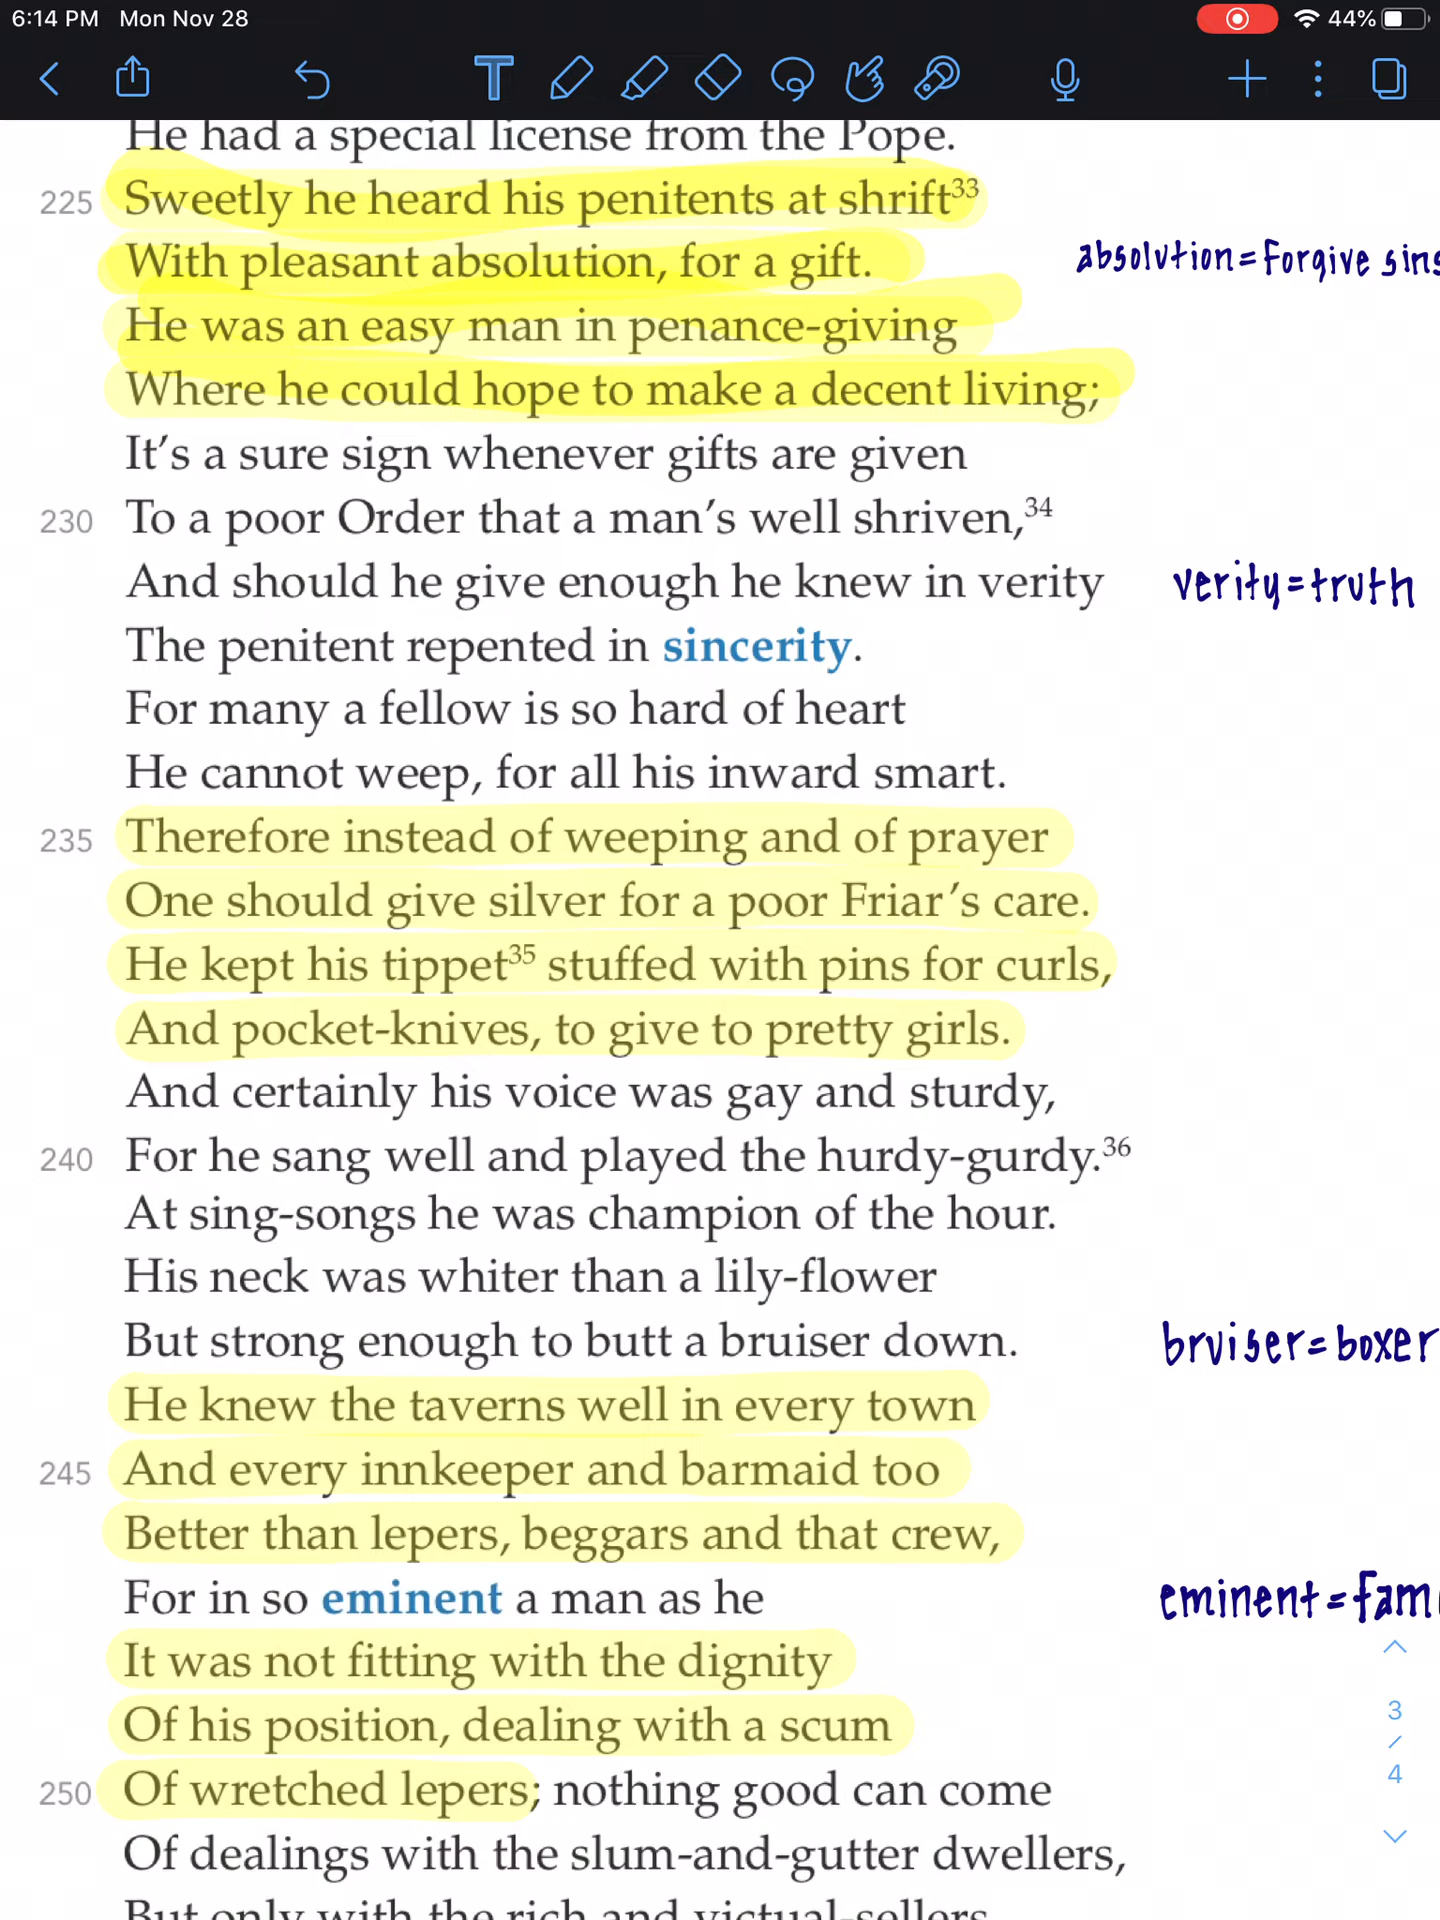 6:14 PM Mon Nov 28 44%
He had a special license from the Pope.
225 Sweetly he heard his penitents at shrift³³
With pleasant absolution, for a gift. absolution=Forgive sins
He was an easy man in penance-giving
Where he could hope to make a decent living;
It’s a sure sign whenever gifts are given
230 To a poor Order that a man’s well shriven,³⁴
And should he give enough he knew in verity verity=truth
The penitent repented in sincerity.
For many a fellow is so hard of heart
He cannot weep, for all his inward smart.
235 Therefore instead of weeping and of prayer
One should give silver for a poor Friar’s care.
He kept his tippet³⁵ stuffed with pins for curls,
And pocket-knives, to give to pretty girls.
And certainly his voice was gay and sturdy,
240 For he sang well and played the hurdy-gurdy.³⁶
At sing-songs he was champion of the hour.
His neck was whiter than a lily-flower
But strong enough to butt a bruiser down. bruiser=boxer
He knew the taverns well in every town
245 And every innkeeper and barmaid too
Better than lepers, beggars and that crew,
For in so eminent a man as he eminent=fam
It was not fitting with the dignity
Of his position, dealing with a scum
3 / 4
250 Of wretched lepers; nothing good can come
Of dealings with the slum-and-gutter dwellers,
But only with the rich and victual-sellers